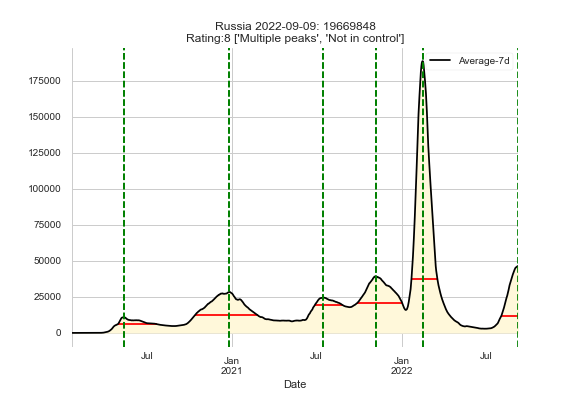 Russia 2022-09-09: 19669848
Rating:8 ['Multiple peaks', 'Not in control']
Average-7d
175000
150000
125000
100000
75000
50000
25000
0
Jul
Jan
2021
Jul
Jan
2022
Jul
Date